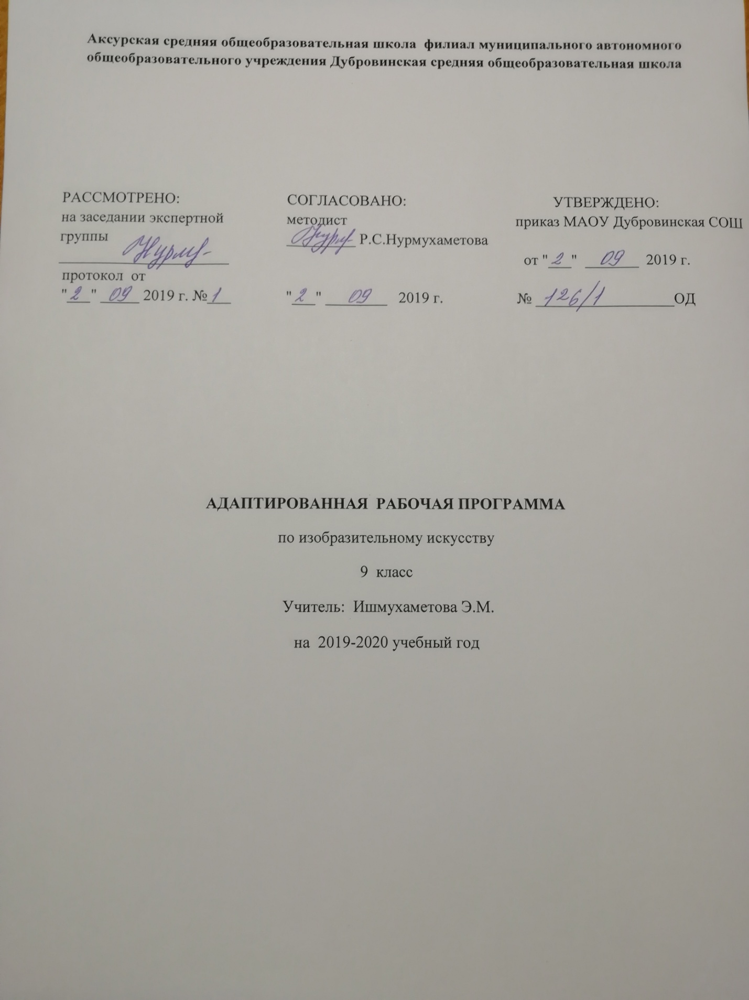 Аксурская средняя общеобразовательная школа филиал муниципального автономного
общеобразовательного учреждения Дубровинская средняя общеобразовательная школа
РАССМОТРЕНО:
на заседании экспертной
группы
протокол от
"2" 09 2019 г. №1
СОГЛАСОВАНО:
методист
Р.С.Нурмухаметова
"2" 09 2019 г.
УТВЕРЖДЕНО:
приказ МАОУ Дубровинская СОШ
от "2" 09 2019 г.
№ 126/1 ОД
АДАПТИРОВАННАЯ РАБОЧАЯ ПРОГРАММА
по изобразительному искусству
9 класс
Учитель: Ишмухаметова Э.М.
на 2019-2020 учебный год